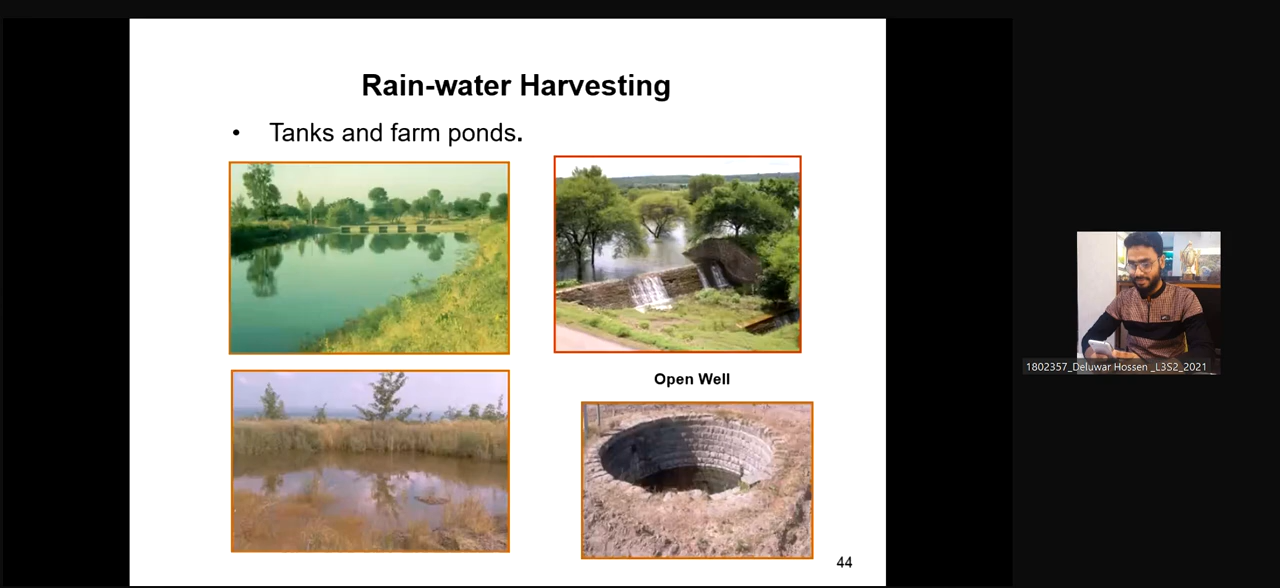 Rain-water Harvesting
• Tanks and farm ponds.
Open Well
44
1802357_Deluwar Hossen _L3S2_2021